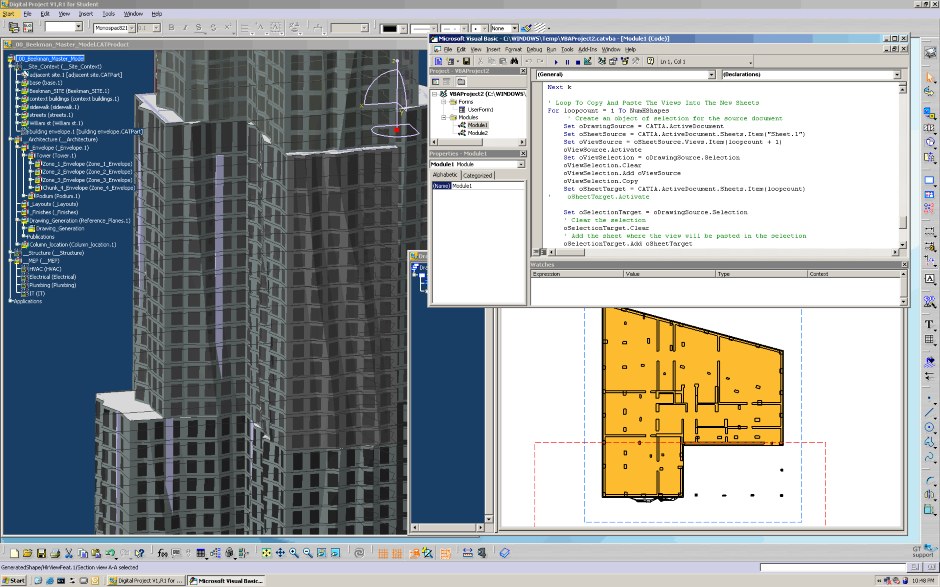 Digital Project V1,R1 for Student
Start File Edit View Insert Tools Window Help
Monospac821
None
_00_Beekman_Master_Model.CATProduct
_00_Beekman_Master_Model
_Site_Context (_Site_Context)
adjacent site.1 [adjacent site.CATPart]
base (base.1)
Beekman_SITE (Beekman_SITE.1)
context buildings (context buildings.1)
sidewalk (sidewalk.1)
streets (streets.1)
William st (William st.1)
building envelope.1 [building envelope.CATPart]
_Architecture (_Architecture)
_Envelope (_Envelope.1)
Tower (Tower.1)
Zone_1_Envelope (Zone_1_Envelope)
Zone_2_Envelope (Zone_2_Envelope)
Zone_3_Envelope (Zone_3_Envelope)
Chunk_4_Envelope (Zone_4_Envelope)
Podium (Podium.1)
_Layouts (_Layouts)
_Finishes (_Finishes)
Drawing_Generation (Reference_Planes.1)
Drawing_Generation
Publications
Column_location (Column_location.1)
_Structure (_Structure)
_MEP (_MEP)
HVAC (HVAC)
Electrical (Electrical)
Plumbing (Plumbing)
IT (IT)
Applications
Microsoft Visual Basic - C:\WINDOWS\Temp\VBAProject2.catvba - [Module1 (Code)]
File Edit View Insert Format Debug Run Tools Add-Ins Window Help
Ln 1, Col 1
Project - VBAProject2
VBAProject2 (C:\WINDOWS\
Forms
UserForm1
Modules
Module1
Module2
Properties - Module1
Module1 Module
Alphabetic Categorized
(Name) Module1
(General) (Declarations)
Next k
' Loop To Copy And Paste The Views Into The New Sheets
For loopcount = 1 To NumShapes
' Create an object of selection for the source document
Set oDrawingSource = CATIA.ActiveDocument
Set oSheetSource = CATIA.ActiveDocument.Sheets.Item("Sheet.1")
Set oViewSource = oSheetSource.Views.Item(loopcount + 1)
oViewSource.Activate
Set oViewSelection = oDrawingSource.Selection
oViewSelection.Clear
oViewSelection.Add oViewSource
oViewSelection.Copy
Set oSheetTarget = CATIA.ActiveDocument.Sheets.Item(loopcount)
' oSheetTarget.Activate
Set oSelectionTarget = oDrawingSource.Selection
' Clear the selection
oSelectionTarget.Clear
' Add the sheet where the view will be pasted in the selection
oSelectionTarget.Add oSheetTarget
Watches
Expression Value Type Context
GeneratedShape/HlrViewFeat.1|Section view A-A selected
GT support
Start
Digital Project V1,R1 for ...
Microsoft Visual Basic...
10:48 PM